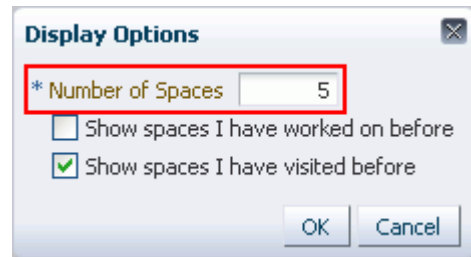 Display Options
* Number of Spaces 5
Show spaces I have worked on before
Show spaces I have visited before
OK Cancel